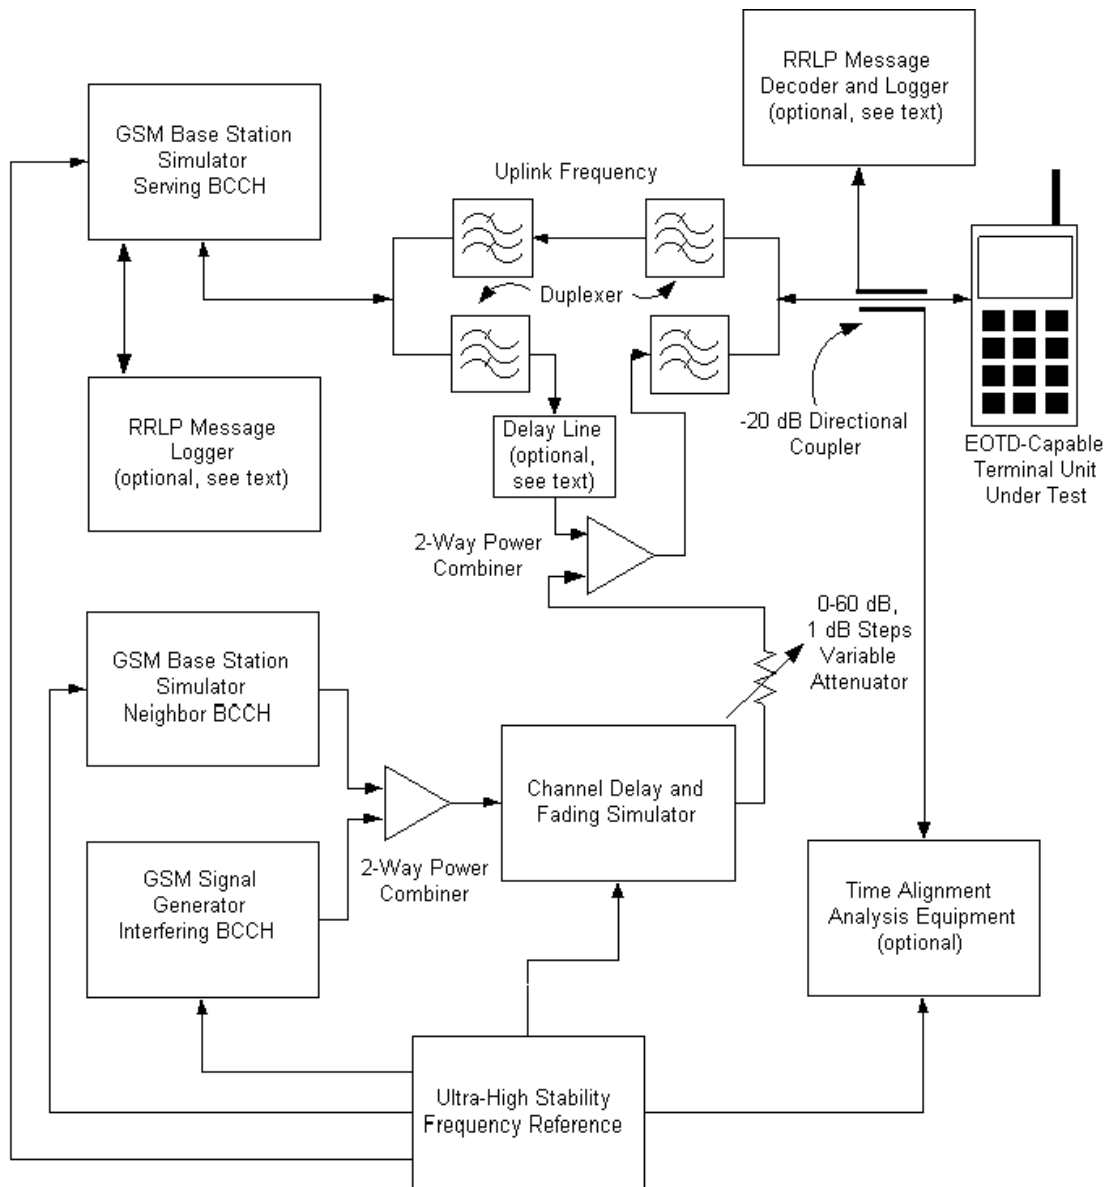 RRLP Message
Decoder and Logger
(optional, see text)
GSM Base Station
Simulator
Serving BCCH
Uplink Frequency
Duplexer
RRLP Message
Logger
(optional, see text)
Delay Line
(optional,
see text)
-20 dB Directional
Coupler
EOTD-Capable
Terminal Unit
Under Test
2-Way Power
Combiner
0-60 dB,
1 dB Steps
Variable
Attenuator
GSM Base Station
Simulator
Neighbor BCCH
Channel Delay and
Fading Simulator
2-Way Power
Combiner
GSM Signal
Generator
Interfering BCCH
Time Alignment
Analysis Equipment
(optional)
Ultra-High Stability
Frequency Reference